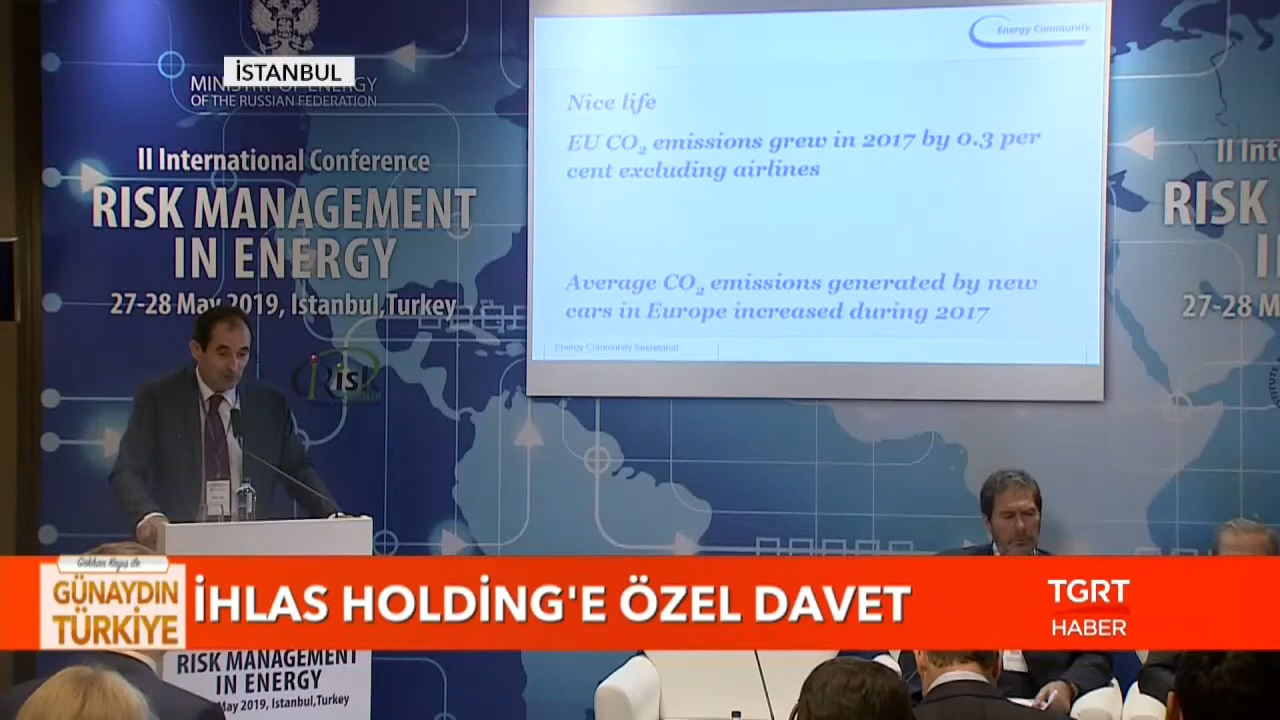 İSTANBUL
MINISTRY OF ENERGY
OF THE RUSSIAN FEDERATION
II International Conference
RISK MANAGEMENT
IN ENERGY
27-28 May 2019, Istanbul,Turkey
Energy Community
Nice life
EU CO₂ emissions grew in 2017 by 0.3 per
cent excluding airlines
Average CO₂ emissions generated by new
cars in Europe increased during 2017
Energy Community Secretariat
II Int
RISK
27-28 M
Risk
GÜNAYDIN
TÜRKİYE
İHLAS HOLDİNG'E ÖZEL DAVET
TGRT
HABER
RISK MANAGEMENT
IN ENERGY
May 2019, Istanbul,Turkey